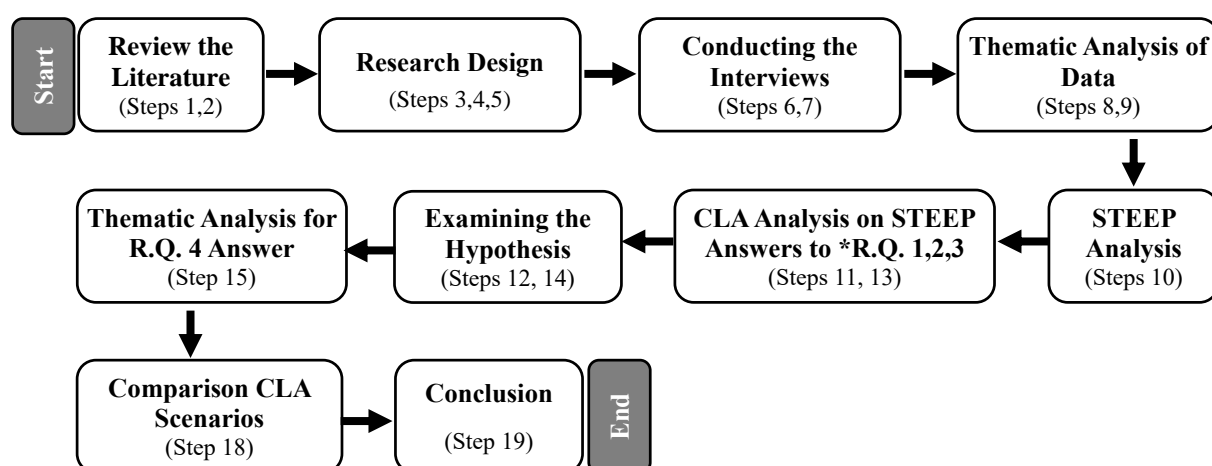 Start
Review the
Literature
(Steps 1,2)
Research Design
(Steps 3,4,5)
Conducting the
Interviews
(Steps 6,7)
Thematic Analysis of
Data
(Steps 8,9)
STEEP
Analysis
(Steps 10)
CLA Analysis on STEEP
Answers to *R.Q. 1,2,3
(Steps 11, 13)
Examining the
Hypothesis
(Steps 12, 14)
Thematic Analysis for
R.Q. 4 Answer
(Step 15)
Comparison CLA
Scenarios
(Step 18)
Conclusion
(Step 19)
End